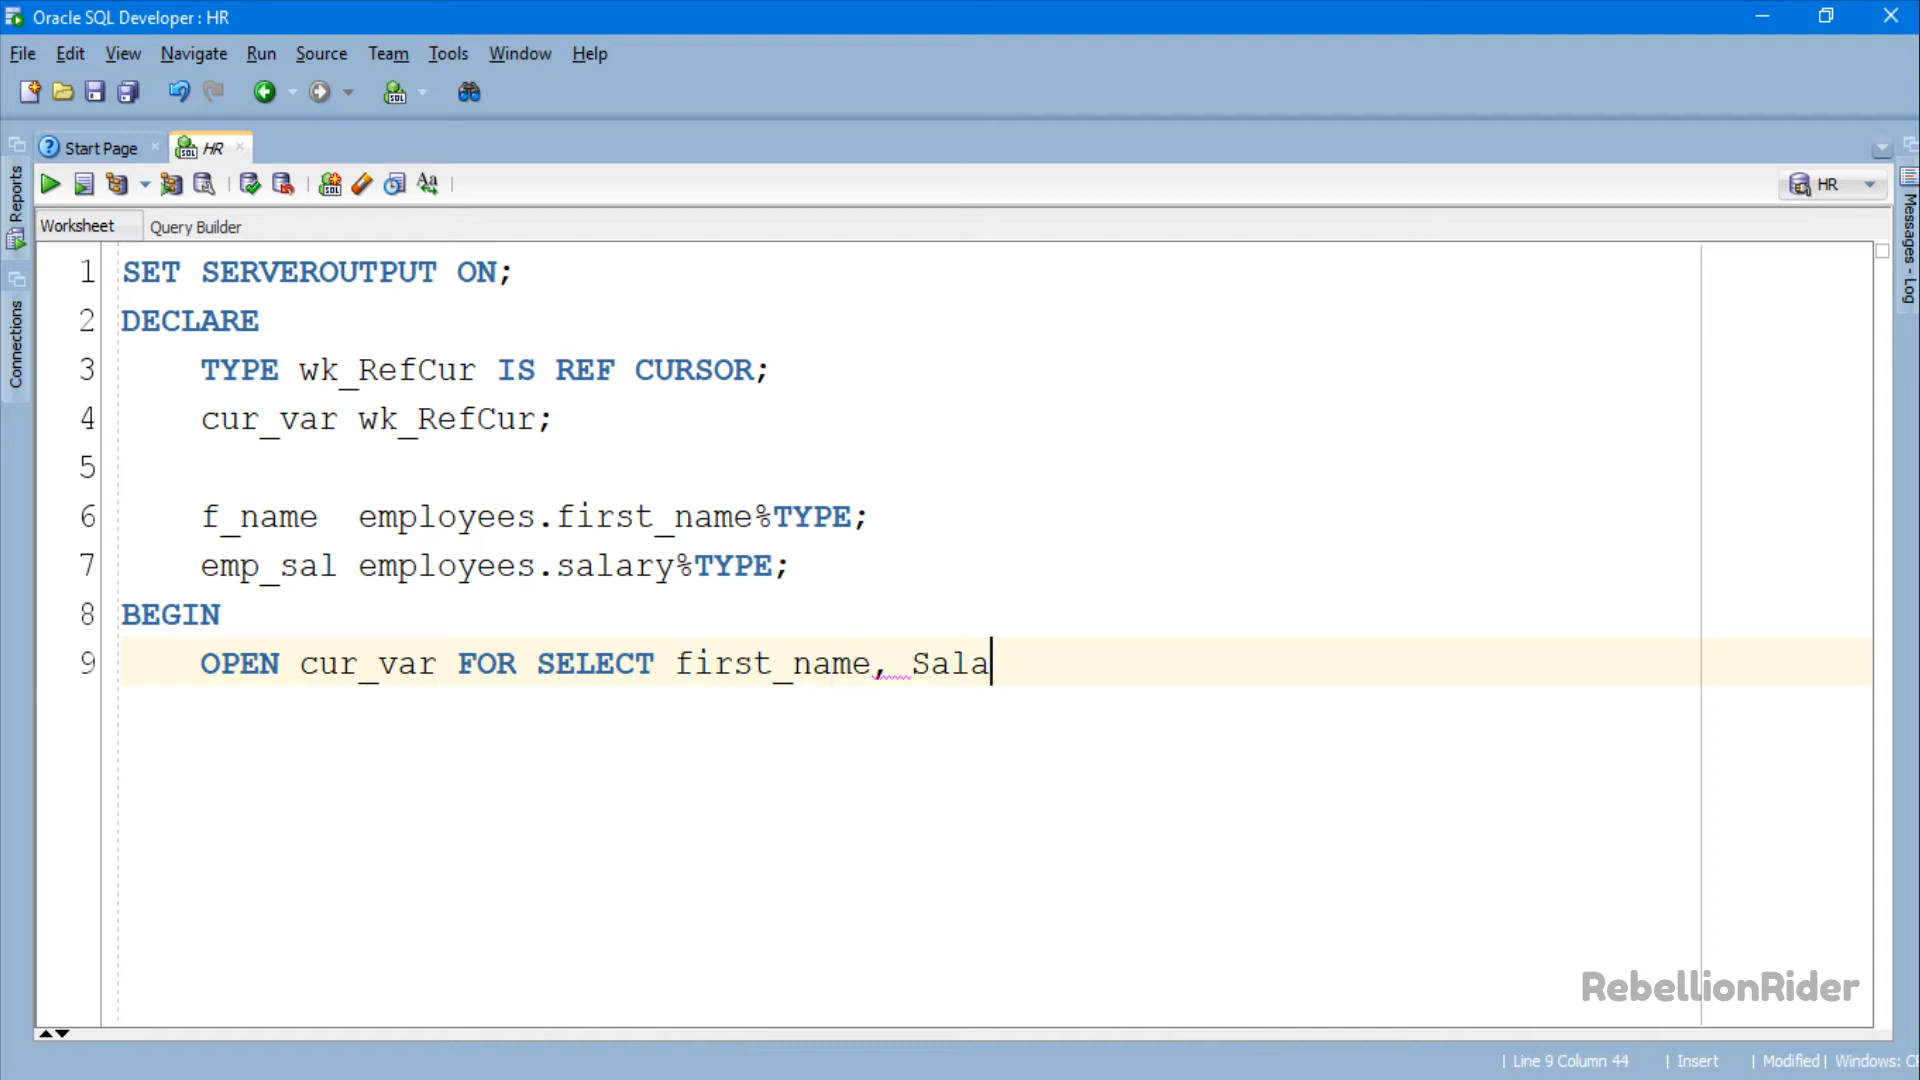 Oracle SQL Developer : HR
File Edit View Navigate Run Source Team Tools Window Help
Start Page HR
HR
Worksheet Query Builder
Reports
Connections
Messages - Log
1 SET SERVEROUTPUT ON;
2 DECLARE
3 TYPE wk_RefCur IS REF CURSOR;
4 cur_var wk_RefCur;
5
6 f_name employees.first_name%TYPE;
7 emp_sal employees.salary%TYPE;
8 BEGIN
9 OPEN cur_var FOR SELECT first_name, Sala
RebellionRider
| Line 9 Column 44 | Insert | Modified | Windows: CR